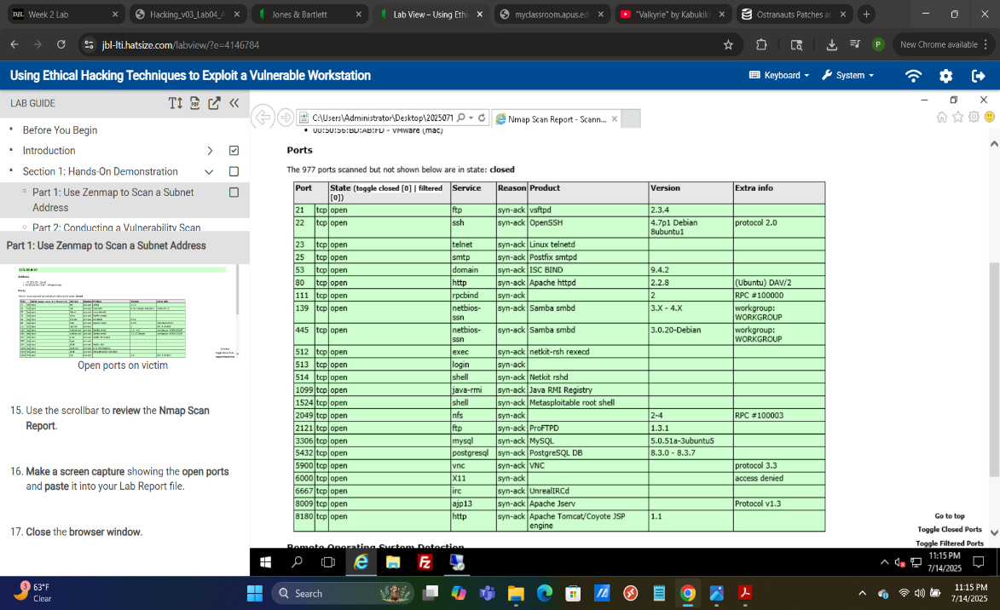 Week 2 Lab
Hacking_v03_Lab04_
Jones & Bartlett
Lab View – Using Ethi
myclassroom.apus.ed
"Valkyrie" by Kabukiki
Ostranauts Patches a
jbl-lti.hatsize.com/labview/?e=4146784
P
New Chrome available
Using Ethical Hacking Techniques to Exploit a Vulnerable Workstation
Keyboard
System
LAB GUIDE
PDF
Before You Begin
Introduction
Section 1: Hands-On Demonstration
Part 1: Use Zenmap to Scan a Subnet
Address
Part 2: Conducting a Vulnerability Scan
Part 1: Use Zenmap to Scan a Subnet Address
Open ports on victim
15. Use the scrollbar to review the Nmap Scan
Report.
16. Make a screen capture showing the open ports
and paste it into your Lab Report file.
17. Close the browser window.
C:\Users\Administrator\Desktop\2025071
Nmap Scan Report - Scann...
00:50:56:BD:AB:FD - VMware (mac)
Ports
The 977 ports scanned but not shown below are in state: closed
Port State (toggle closed [0] | filtered [0]) Service Reason Product Version Extra info
21 tcp open ftp syn-ack vsftpd 2.3.4
22 tcp open ssh syn-ack OpenSSH 4.7p1 Debian 8ubuntu1 protocol 2.0
23 tcp open telnet syn-ack Linux telnetd
25 tcp open smtp syn-ack Postfix smtpd
53 tcp open domain syn-ack ISC BIND 9.4.2
80 tcp open http syn-ack Apache httpd 2.2.8 (Ubuntu) DAV/2
111 tcp open rpcbind syn-ack 2 RPC #100000
139 tcp open netbios-ssn syn-ack Samba smbd 3.X - 4.X workgroup: WORKGROUP
445 tcp open netbios-ssn syn-ack Samba smbd 3.0.20-Debian workgroup: WORKGROUP
512 tcp open exec syn-ack netkit-rsh rexecd
513 tcp open login syn-ack
514 tcp open shell syn-ack Netkit rshd
1099 tcp open java-rmi syn-ack Java RMI Registry
1524 tcp open shell syn-ack Metasploitable root shell
2049 tcp open nfs syn-ack 2-4 RPC #100003
2121 tcp open ftp syn-ack ProFTPD 1.3.1
3306 tcp open mysql syn-ack MySQL 5.0.51a-3ubuntu5
5432 tcp open postgresql syn-ack PostgreSQL DB 8.3.0 - 8.3.7
5900 tcp open vnc syn-ack VNC protocol 3.3
6000 tcp open X11 syn-ack access denied
6667 tcp open irc syn-ack UnrealIRCd
8009 tcp open ajp13 syn-ack Apache Jserv Protocol v1.3
8180 tcp open http syn-ack Apache Tomcat/Coyote JSP engine 1.1
Remote Operating System Detection
Go to top
Toggle Closed Ports
Toggle Filtered Ports
11:15 PM
7/14/2025
3
63°F
Clear
Search
11:15 PM
7/14/2025